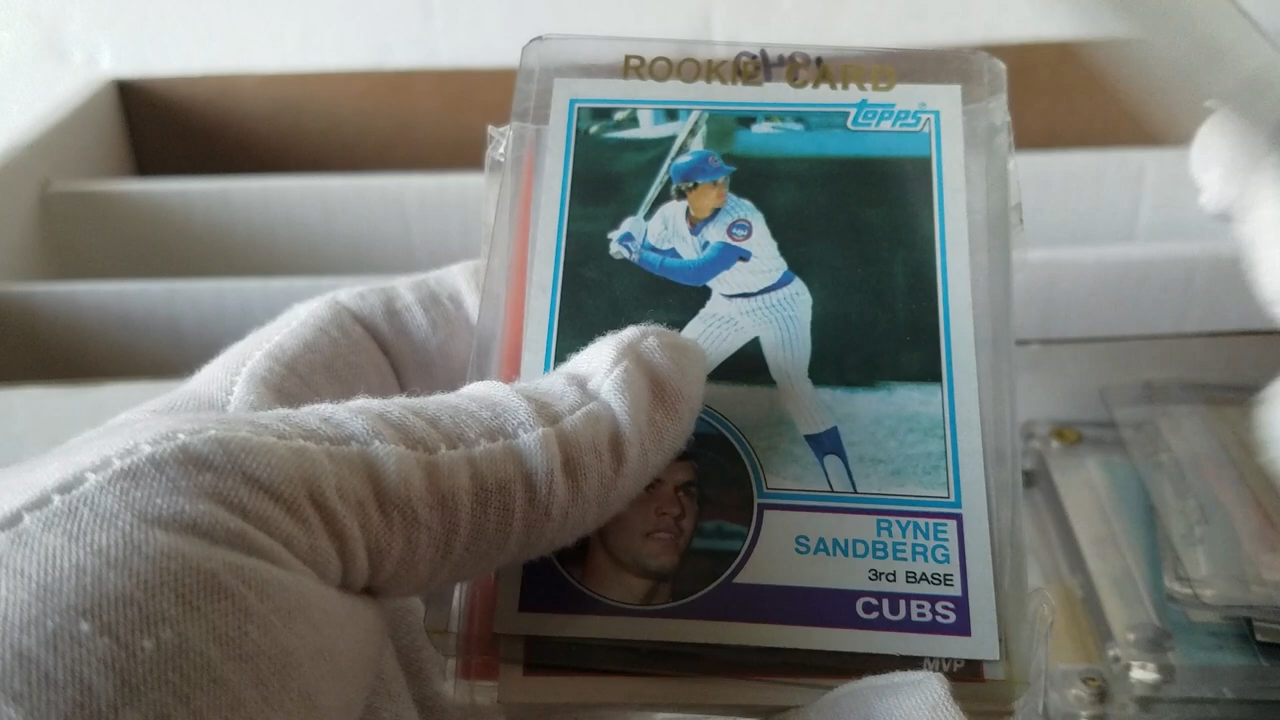 ROOKIE CARD
topps
RYNE
SANDBERG
3rd BASE
CUBS
MVP